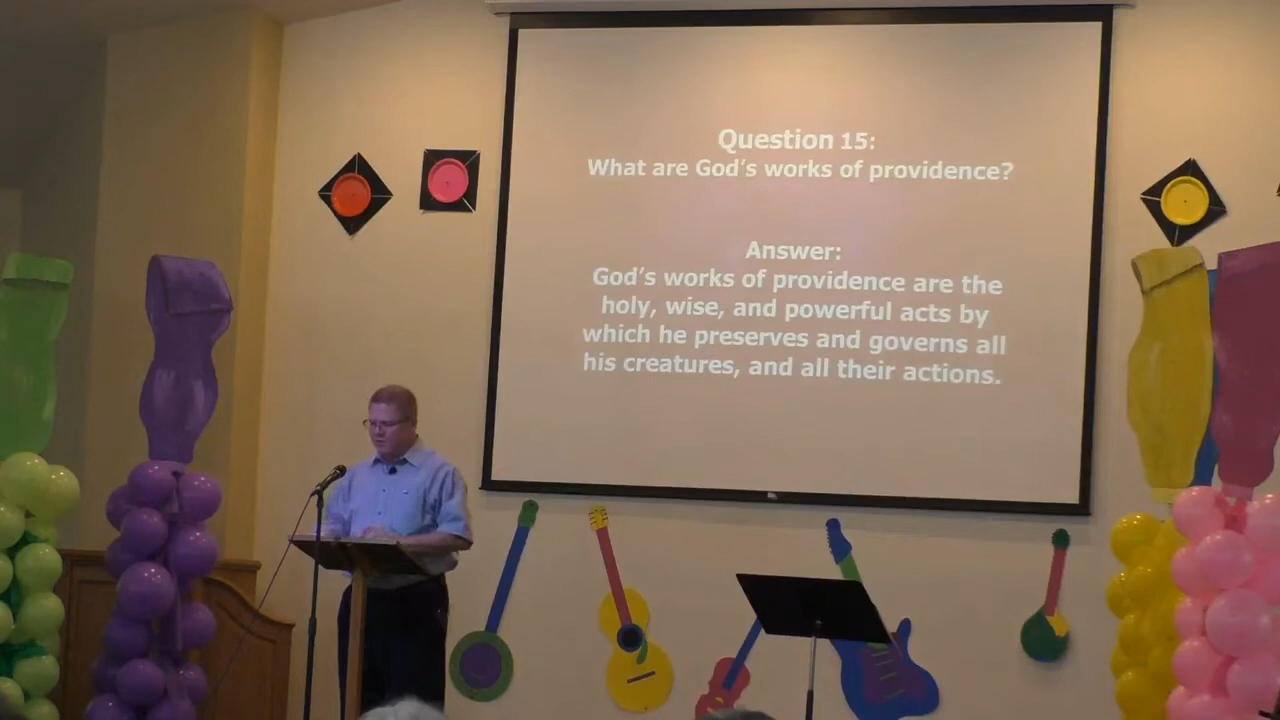 Question 15:
What are God's works of providence?
Answer:
God's works of providence are the
holy, wise, and powerful acts by
which he preserves and governs all
his creatures, and all their actions.